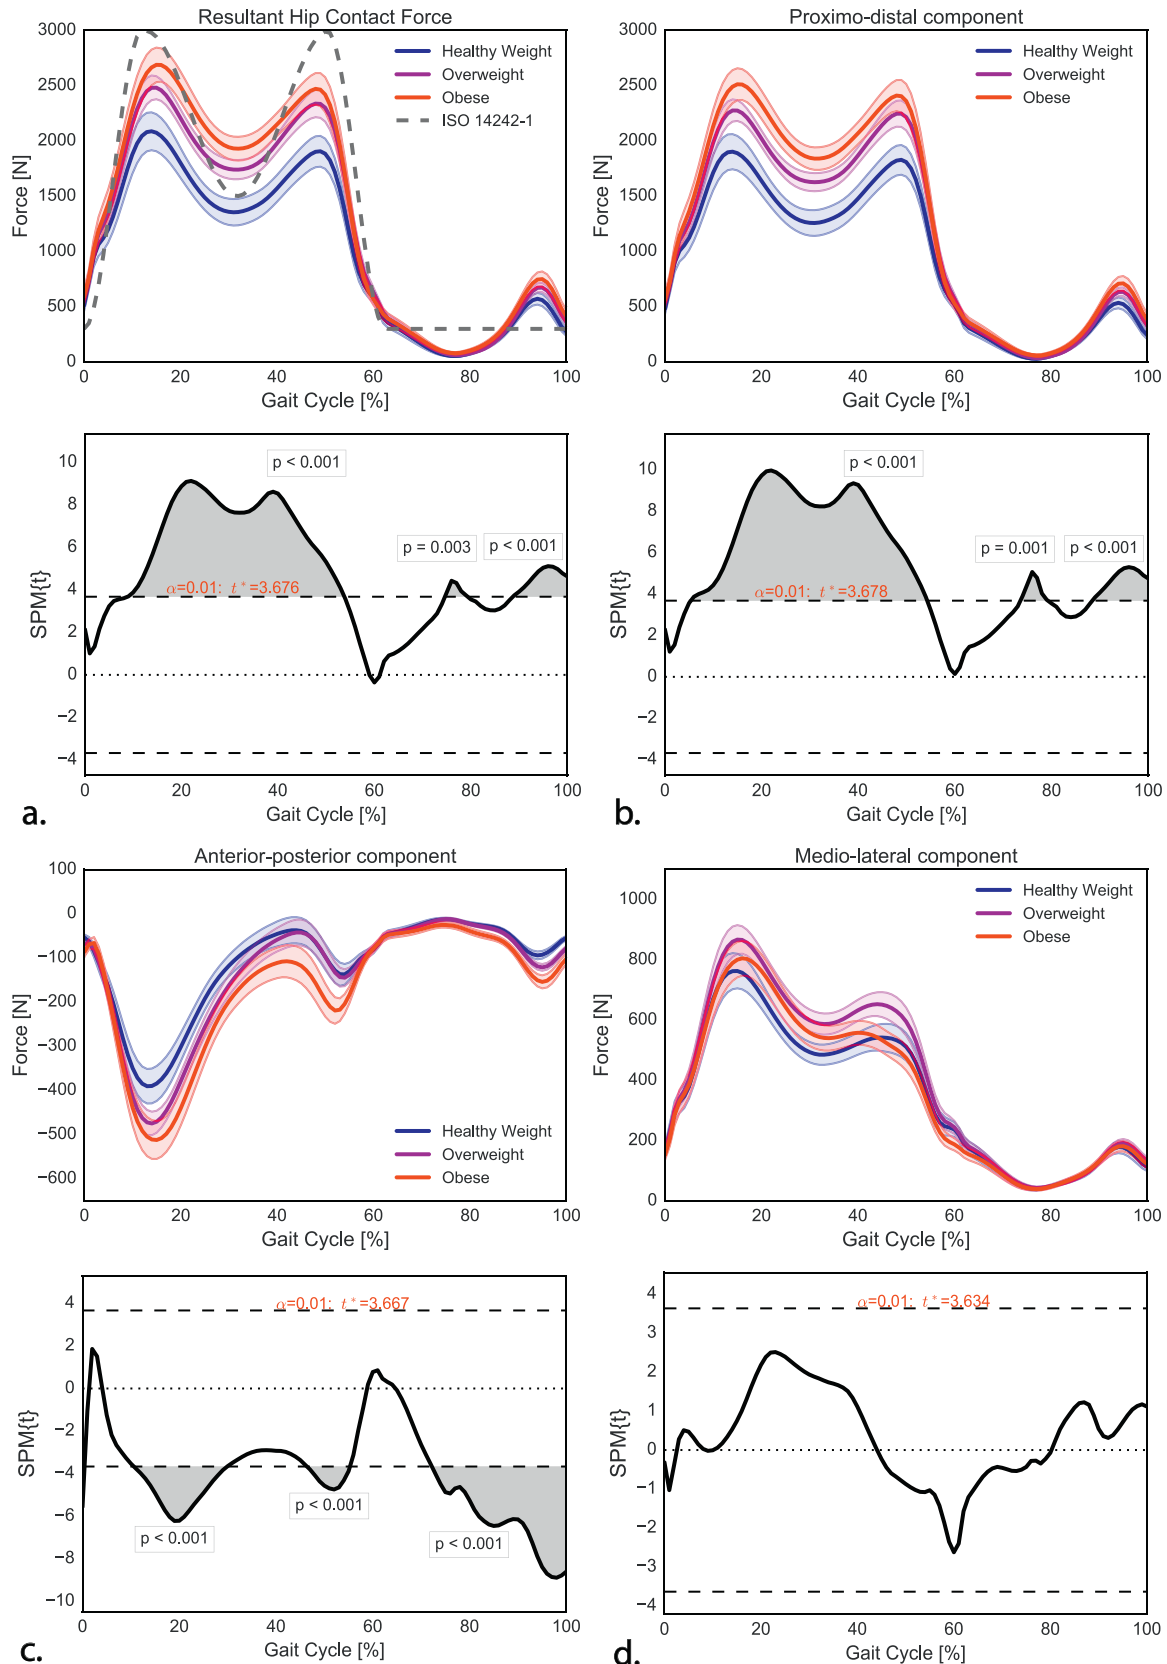 Resultant Hip Contact Force
3000
2500
2000
1500
1000
500
0
Force [N]
Healthy Weight
Overweight
Obese
ISO 14242-1
0 20 40 60 80 100
Gait Cycle [%]
Proximo-distal component
3000
2500
2000
1500
1000
500
0
Force [N]
Healthy Weight
Overweight
Obese
0 20 40 60 80 100
Gait Cycle [%]
10
8
6
4
2
0
−2
−4
SPM{t}
p < 0.001
p = 0.003
p < 0.001
α=0.01: t*=3.676
0 20 40 60 80 100
Gait Cycle [%]
a.
10
8
6
4
2
0
−2
−4
SPM{t}
p < 0.001
p = 0.001
p < 0.001
α=0.01: t*=3.678
0 20 40 60 80 100
Gait Cycle [%]
b.
Anterior-posterior component
100
0
−100
−200
−300
−400
−500
−600
Force [N]
Healthy Weight
Overweight
Obese
0 20 40 60 80 100
Gait Cycle [%]
Medio-lateral component
1000
800
600
400
200
0
Force [N]
Healthy Weight
Overweight
Obese
0 20 40 60 80 100
Gait Cycle [%]
4
2
0
−2
−4
−6
−8
−10
SPM{t}
α=0.01: t*=3.667
p < 0.001
p < 0.001
p < 0.001
0 20 40 60 80 100
Gait Cycle [%]
c.
4
3
2
1
0
−1
−2
−3
−4
SPM{t}
α=0.01: t*=3.634
0 20 40 60 80 100
Gait Cycle [%]
d.